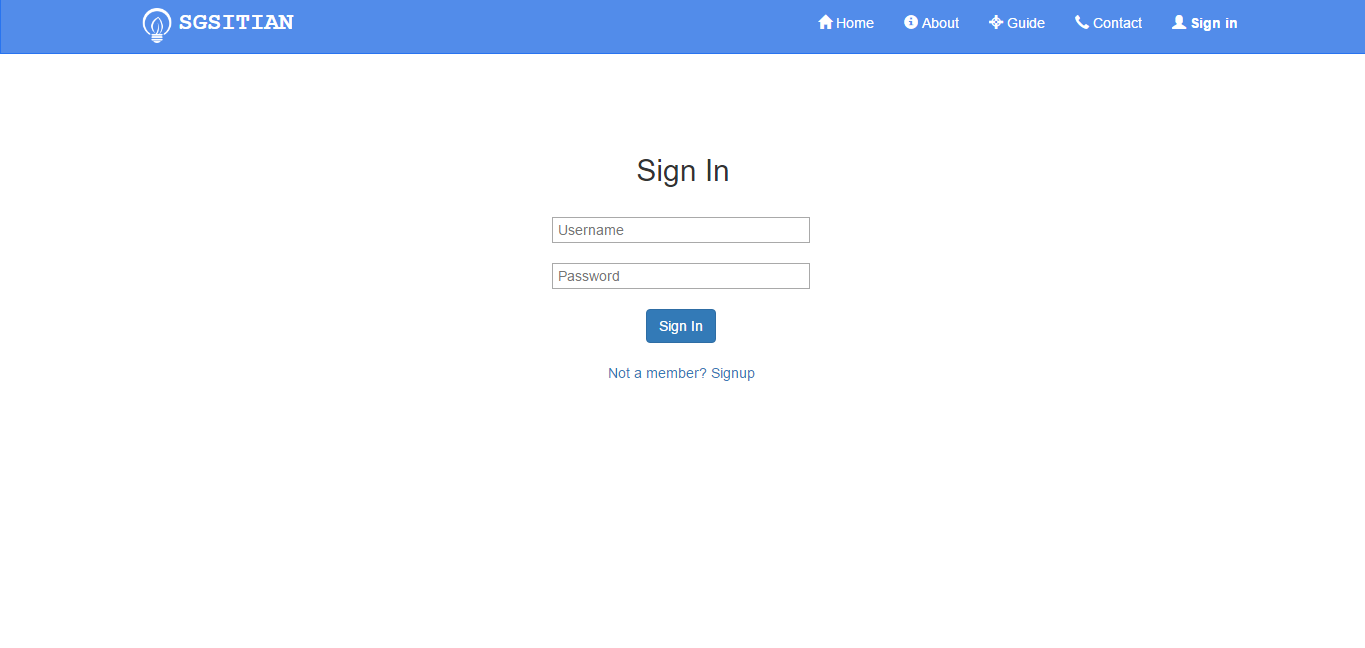 SGSITIAN Home About Guide Contact Sign in
Sign In
Username
Password
Sign In
Not a member? Signup